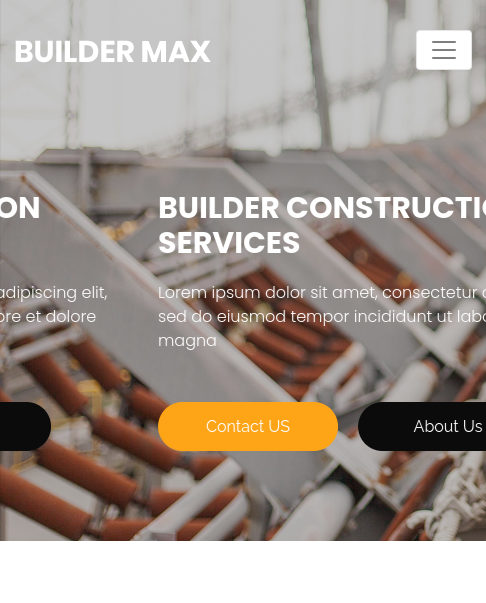 BUILDER MAX
ON
BUILDER CONSTRUCTI
SERVICES
adipiscing elit,
ore et dolore
Lorem ipsum dolor sit amet, consectetur
sed do eiusmod tempor incididunt ut labo
magna
Contact US
About Us